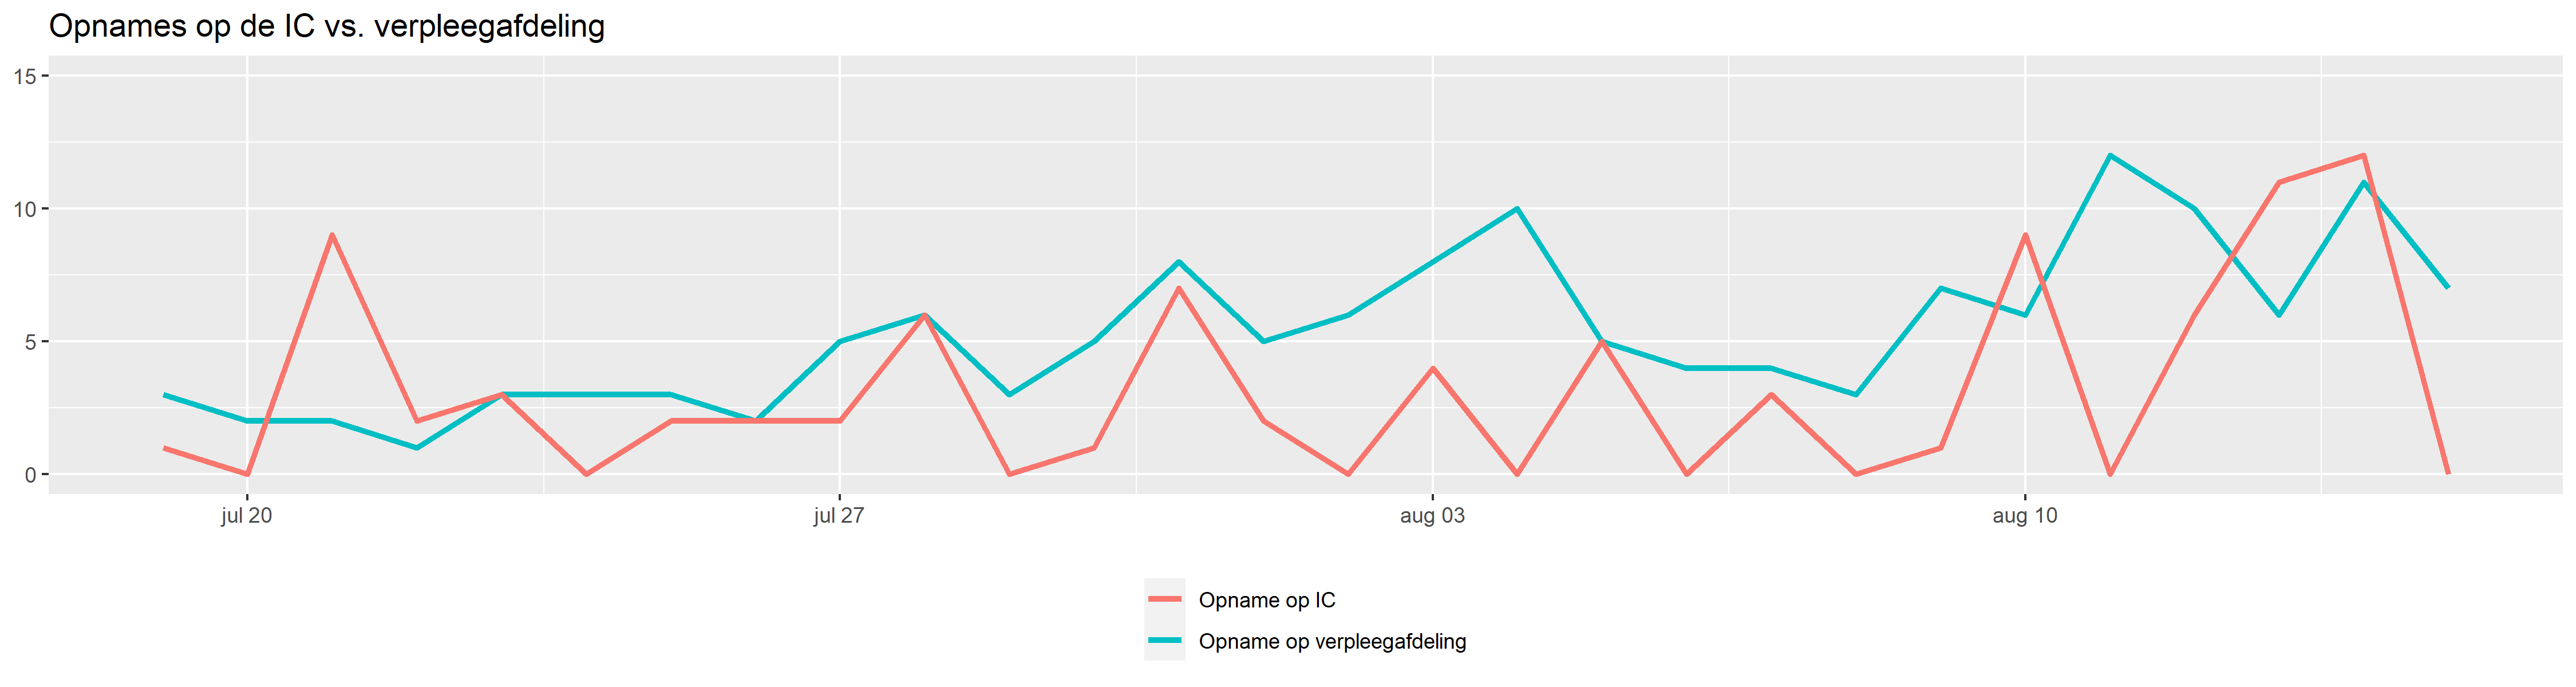 Opnames op de IC vs. verpleegafdeling
15
10
5
0
jul 20 jul 27 aug 03 aug 10
Opname op IC
Opname op verpleegafdeling